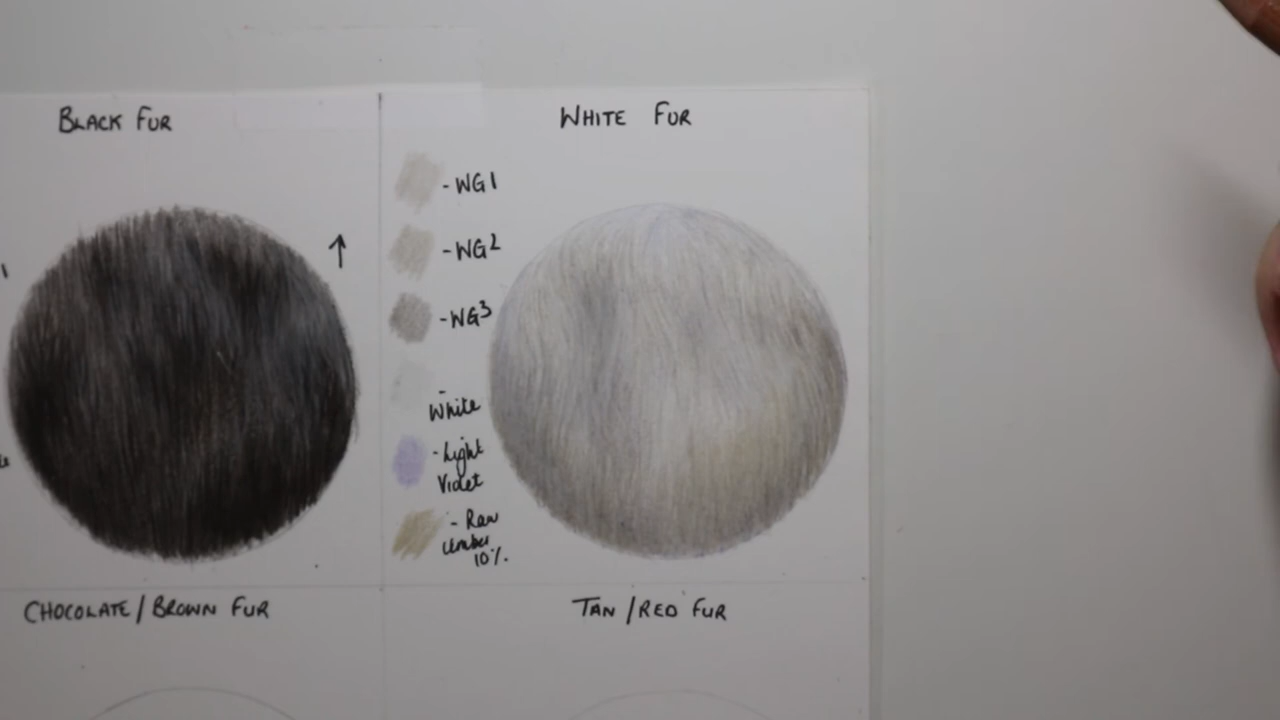 BLACK FUR
WHITE FUR
- WG1
- WG2
- WG3
- White
- Light
Violet
- Raw
Umber
10%.
CHOCOLATE / BROWN FUR
TAN / RED FUR